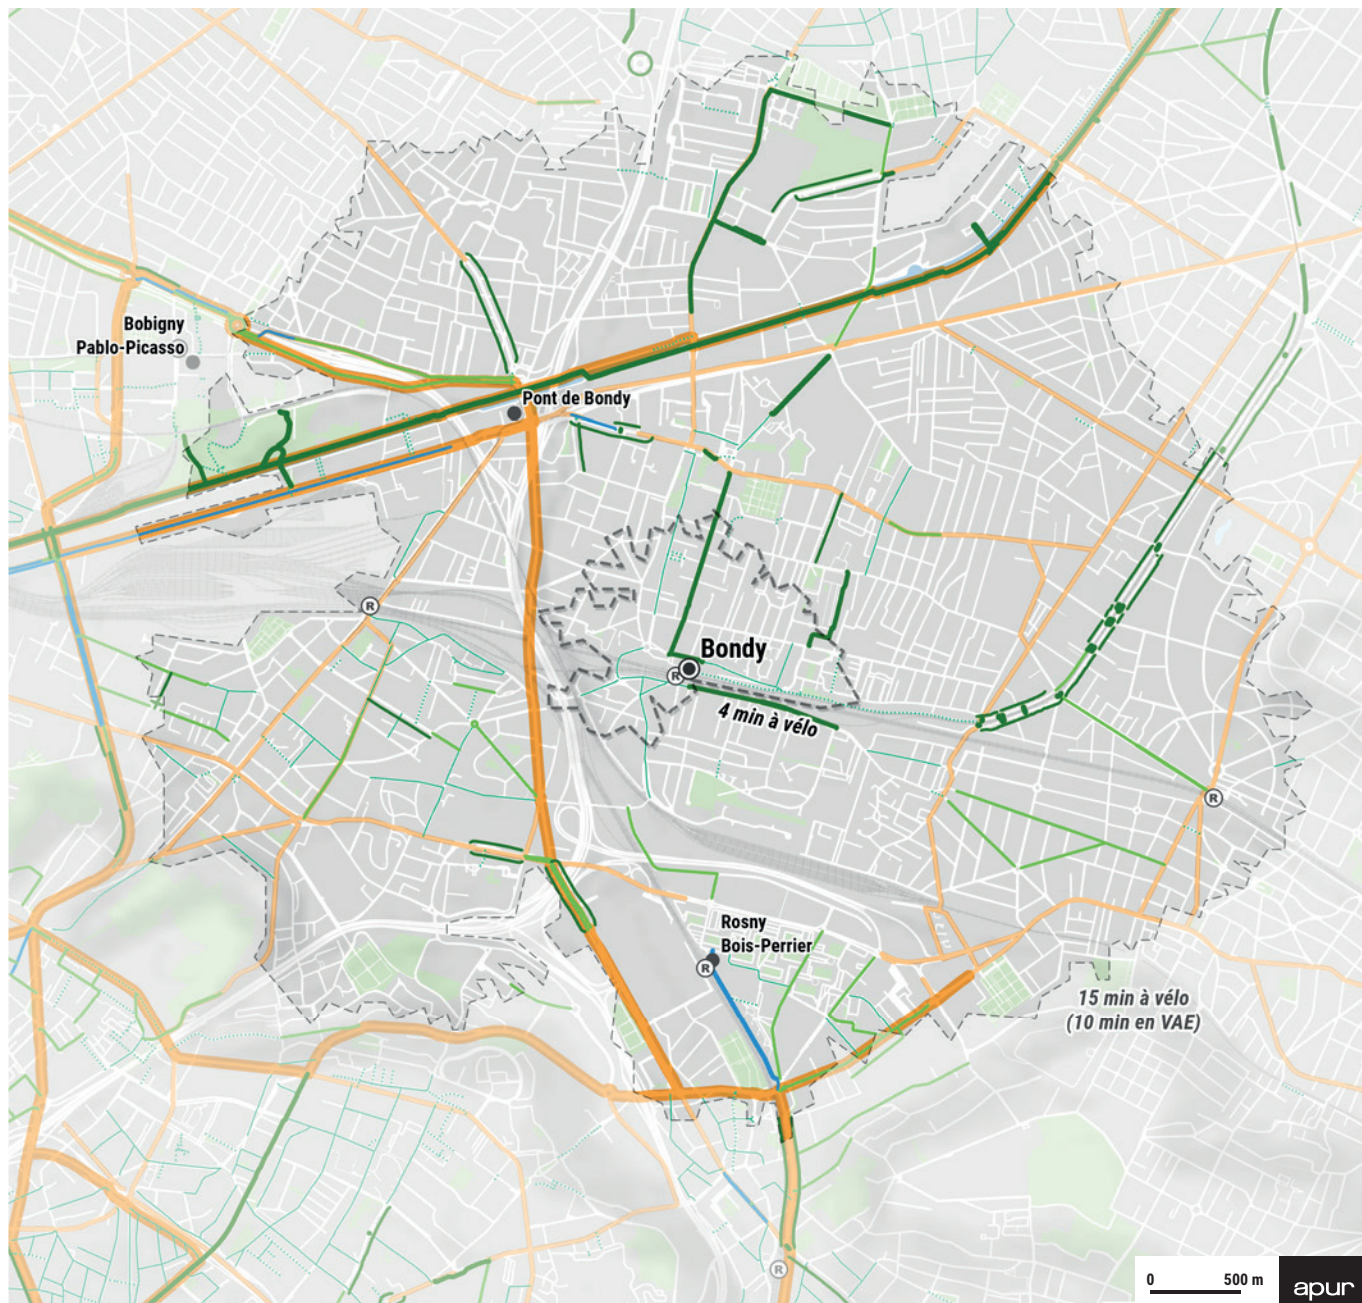 Bobigny
Pablo-Picasso
Pont de Bondy
R
Bondy
R
4 min à vélo
R
Rosny
Bois-Perrier
R
15 min à vélo
(10 min en VAE)
R
0 500 m
apur